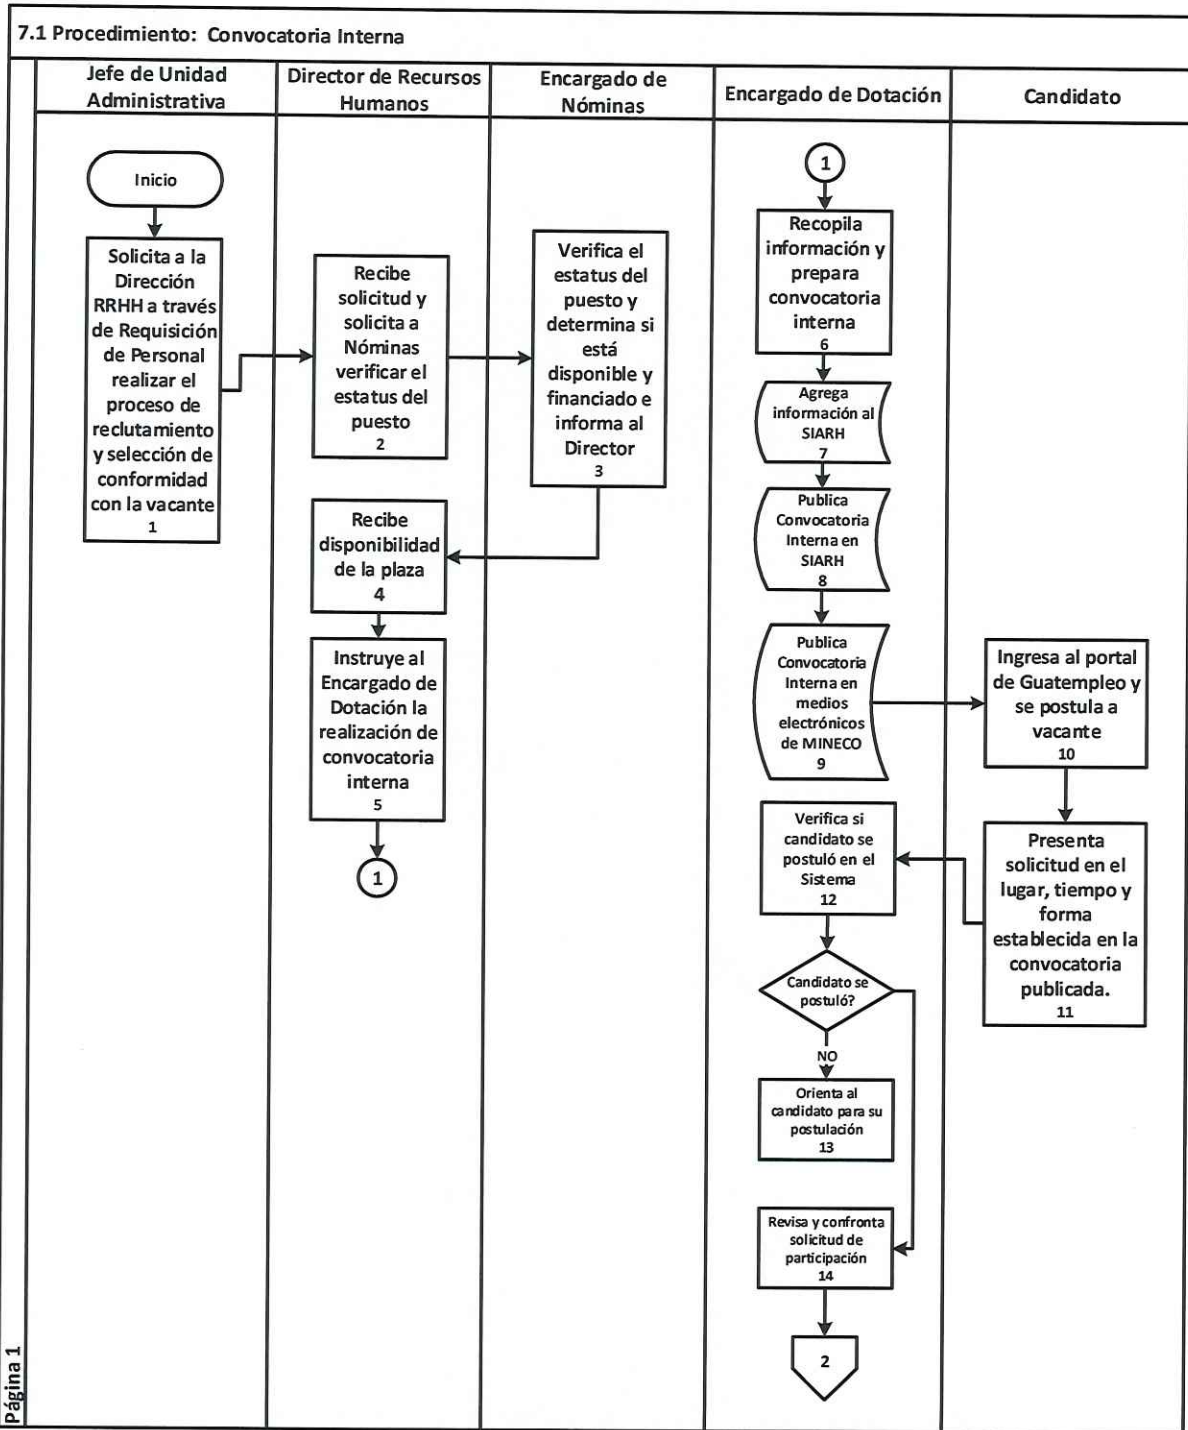 7.1 Procedimiento: Convocatoria Interna
Jefe de Unidad
Administrativa
Director de Recursos
Humanos
Encargado de
Nóminas
Encargado de Dotación
Candidato
Inicio
Solicita a la
Dirección
RRHH a través
de Requisición
de Personal
realizar el
proceso de
reclutamiento
y selección de
conformidad
con la vacante
1
Recibe
solicitud y
solicita a
Nóminas
verificar el
estatus del
puesto
2
Verifica el
estatus del
puesto y
determina si
está
disponible y
financiado e
informa al
Director
3
Recibe
disponibilidad
de la plaza
4
Instruye al
Encargado de
Dotación la
realización de
convocatoria
interna
5
1
1
Recopila
información y
prepara
convocatoria
interna
6
Agrega
información al
SIARH
7
Publica
Convocatoria
Interna en
SIARH
8
Publica
Convocatoria
Interna en
medios
electrónicos
de MINECO
9
Ingresa al portal
de Guatempleo y
se postula a
vacante
10
Presenta
solicitud en el
lugar, tiempo y
forma
establecida en la
convocatoria
publicada.
11
Verifica si
candidato se
postuló en el
Sistema
12
Candidato se
postuló?
NO
Orienta al
candidato para su
postulación
13
Revisa y confronta
solicitud de
participación
14
2
Página 1